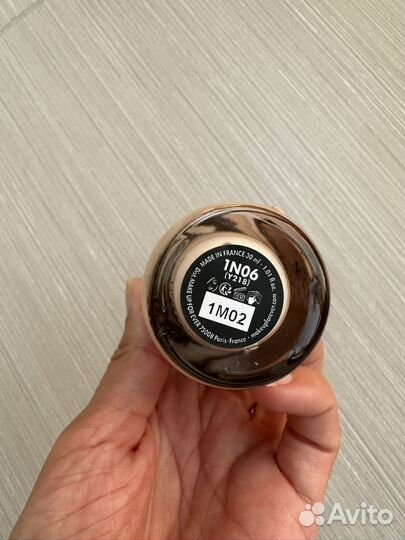 Dist. MAKE UP FOR EVER 75008 Paris-France - makeupforever.com
MADE IN FRANCE 30 ml - 1.01 fl.oz.
1N06
(Y218)
1M02
Avito